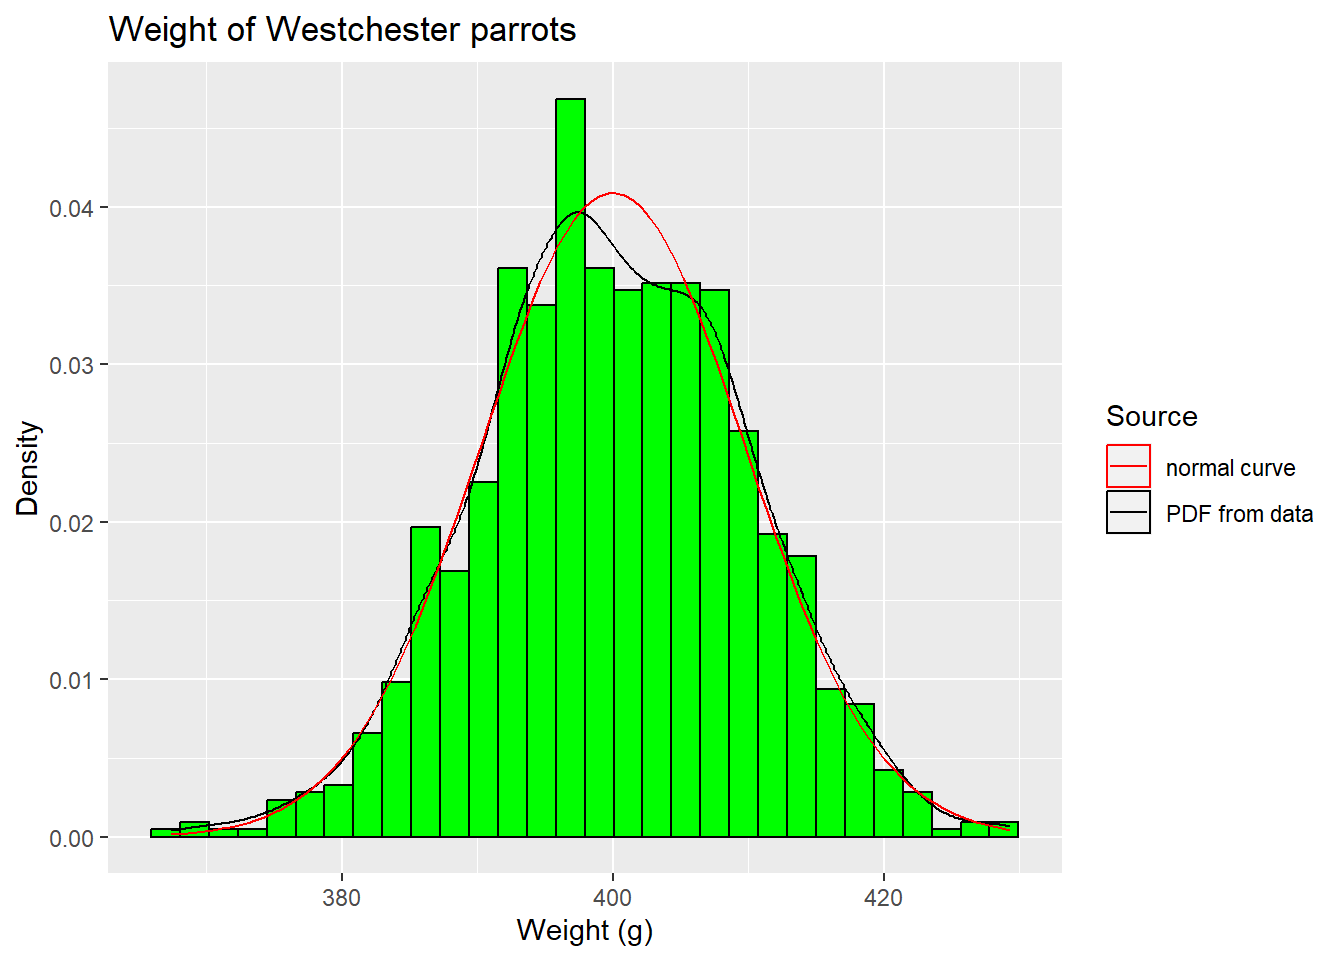 Weight of Westchester parrots
Density
0.04
0.03
0.02
0.01
0.00
380
400
420
Weight (g)
Source
normal curve
PDF from data